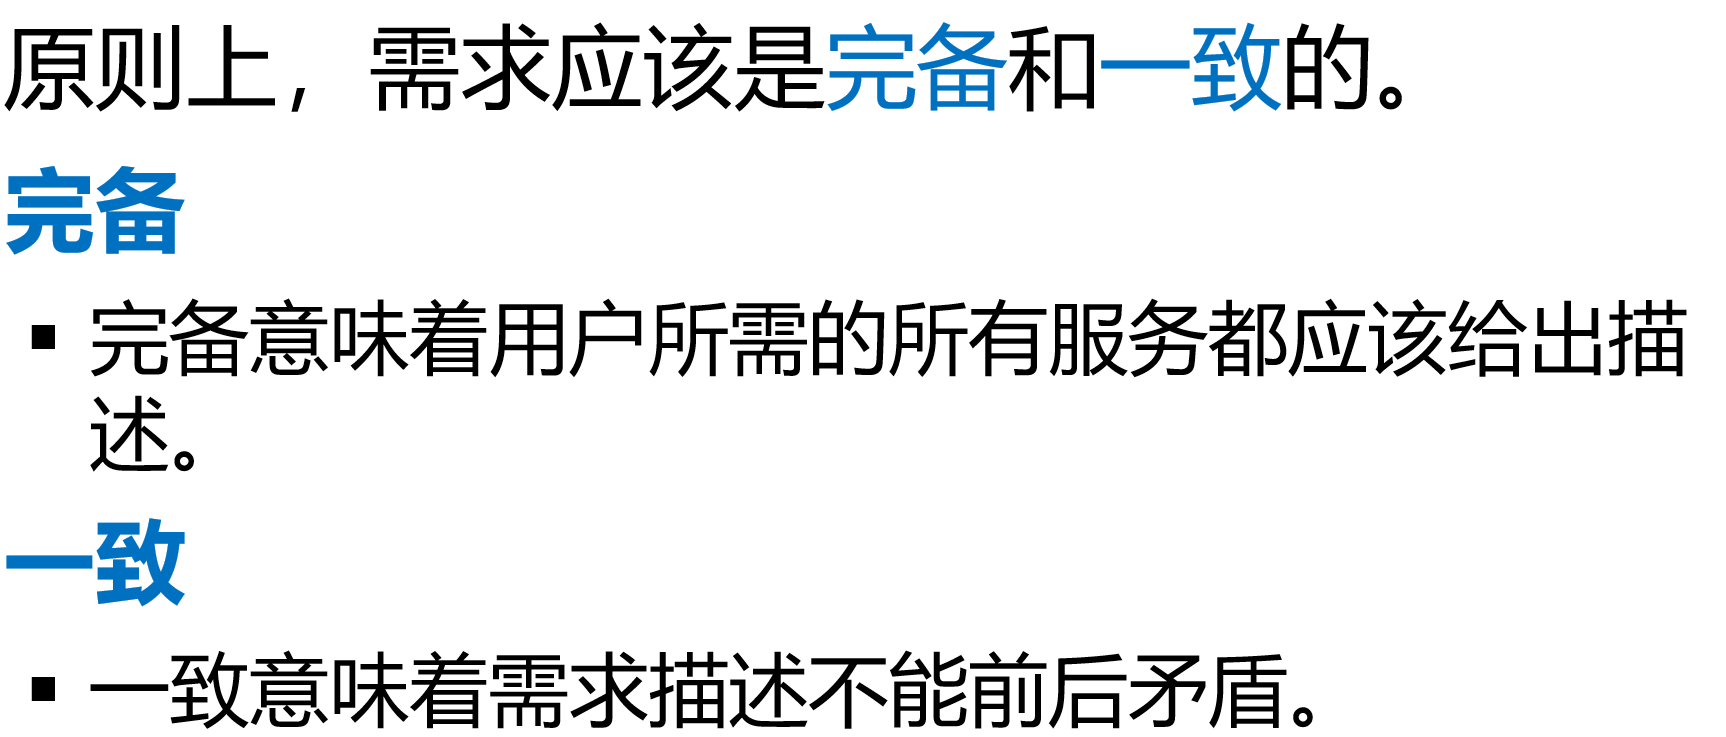 原则上，需求应该是完备和一致的。
完备
▪ 完备意味着用户所需的所有服务都应该给出描
述。
一致
▪ 一致意味着需求描述不能前后矛盾。